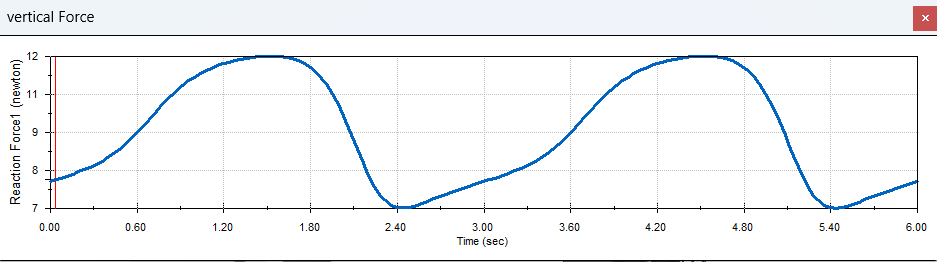 vertical Force
Reaction Force1 (newton)
12
11
9
8
7
0.00 0.60 1.20 1.80 2.40 3.00 3.60 4.20 4.80 5.40 6.00
Time (sec)